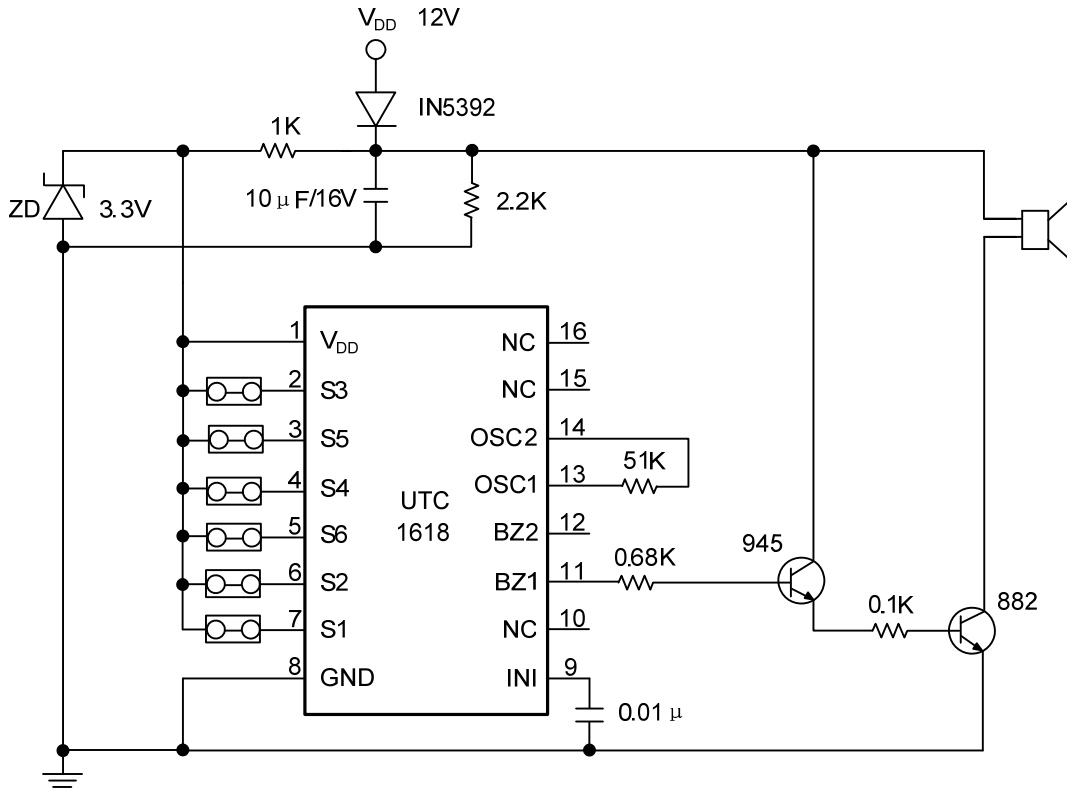 VDD 12V
IN5392
1K
10μF/16V
2.2K
ZD 3.3V
1 VDD
2 S3
3 S5
4 S4
5 S6
6 S2
7 S1
8 GND
UTC
1618
NC 16
NC 15
OSC2 14
OSC1 13
BZ2 12
BZ1 11
NC 10
INI 9
51K
0.68K
945
0.1K
882
0.01μ